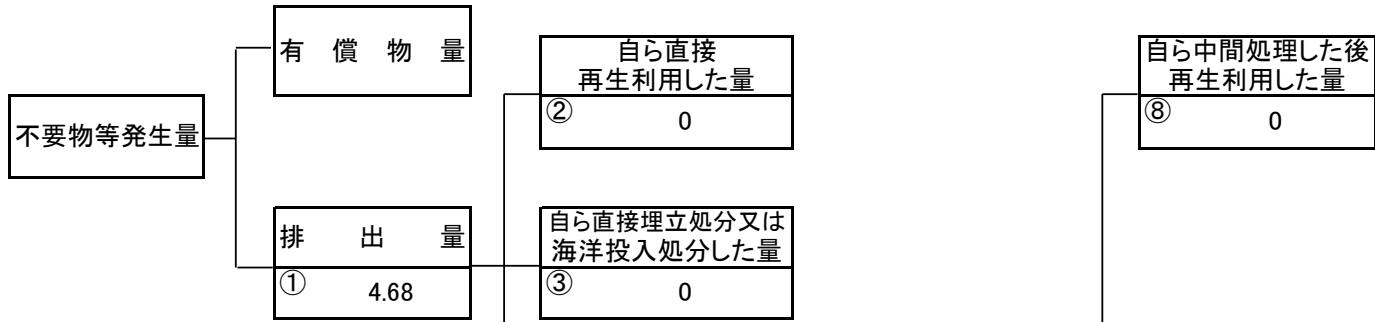 有償物量
自ら直接
再生利用した量
② 0
自ら中間処理した後
再生利用した量
⑧ 0
不要物等発生量
排出量
① 4.68
自ら直接埋立処分又は
海洋投入処分した量
③ 0